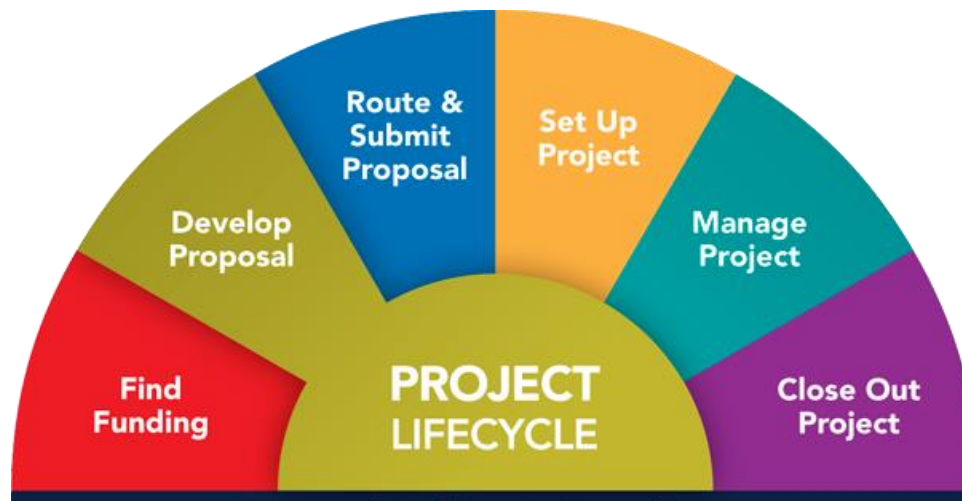 Find
Funding
Develop
Proposal
Route &
Submit
Proposal
Set Up
Project
Manage
Project
Close Out
Project
PROJECT
LIFECYCLE